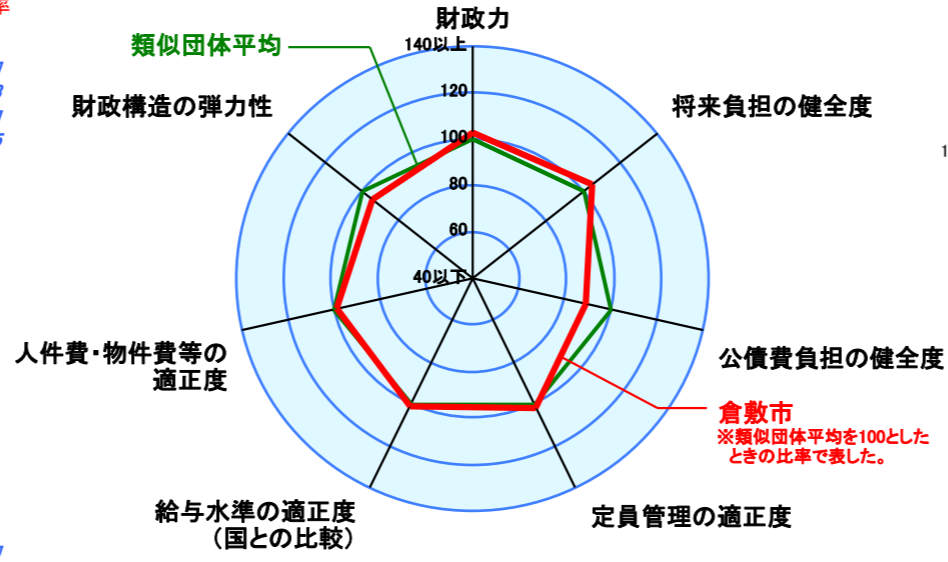 率
財政力
類似団体平均
140以上
120
100
80
60
40以下
財政構造の弾力性
将来負担の健全度
1
人件費・物件費等の
適正度
公債費負担の健全度
倉敷市
※類似団体平均を100とした
ときの比率で表した。
給与水準の適正度
(国との比較)
定員管理の適正度